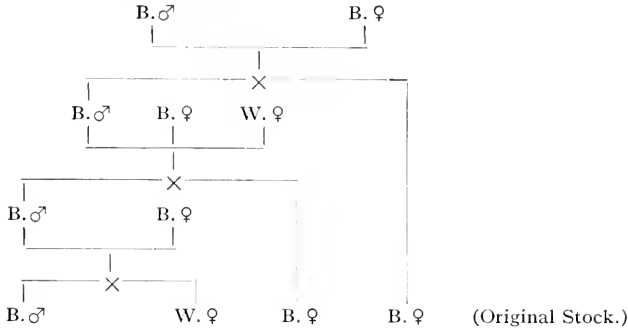 B.♂ B.♀
×
B.♂ B.♀ W.♀
×
B.♂ B.♀
×
B.♂ W.♀ B.♀ B.♀ (Original Stock.)